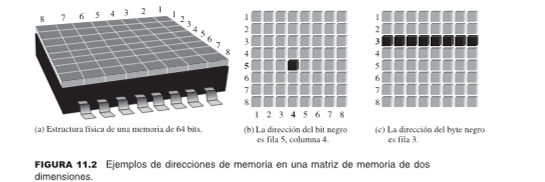 8 7 6 5 4 3 2 1
1 2 3 4 5 6 7 8
1
2
3
4
5
6
7
8
1 2 3 4 5 6 7 8
1
2
3
4
5
6
7
8
(a) Estructura física de una memoria de 64 bits.
(b) La dirección del bit negro
es fila 5, columna 4.
(c) La dirección del byte negro
es fila 3.
FIGURA 11.2 Ejemplos de direcciones de memoria en una matriz de memoria de dos
dimensiones.